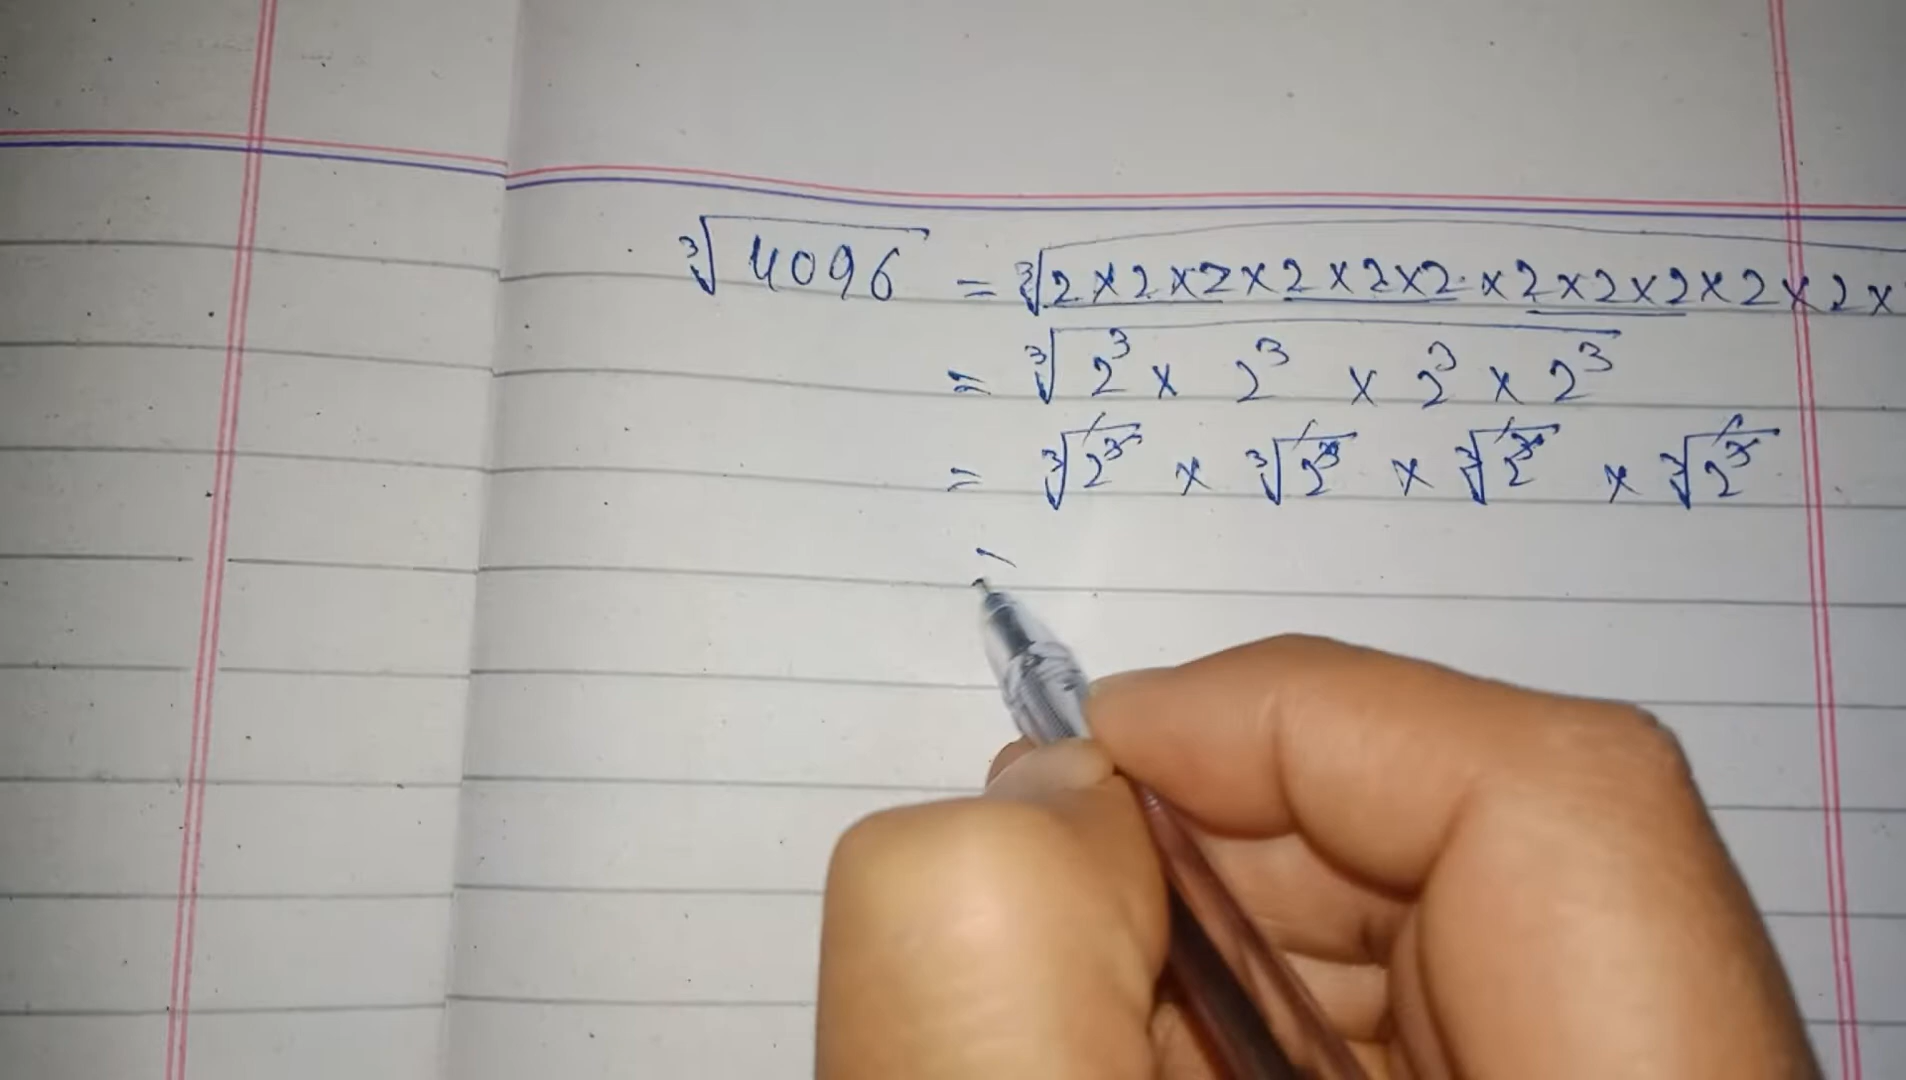 ∛4096 = ∛2×2×2×2×2×2×2×2×2×2×2×
= ∛2³ × 2³ × 2³ × 2³
= ∛2³ × ∛2³ × ∛2³ × ∛2³